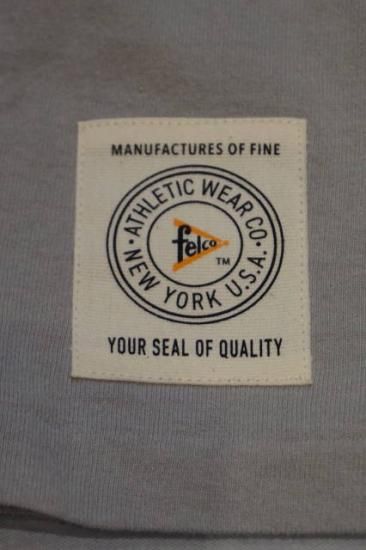 MANUFACTURES OF FINE
· ATHLETIC WEAR CO ·
felco
TM
NEW YORK U.S.A.
YOUR SEAL OF QUALITY